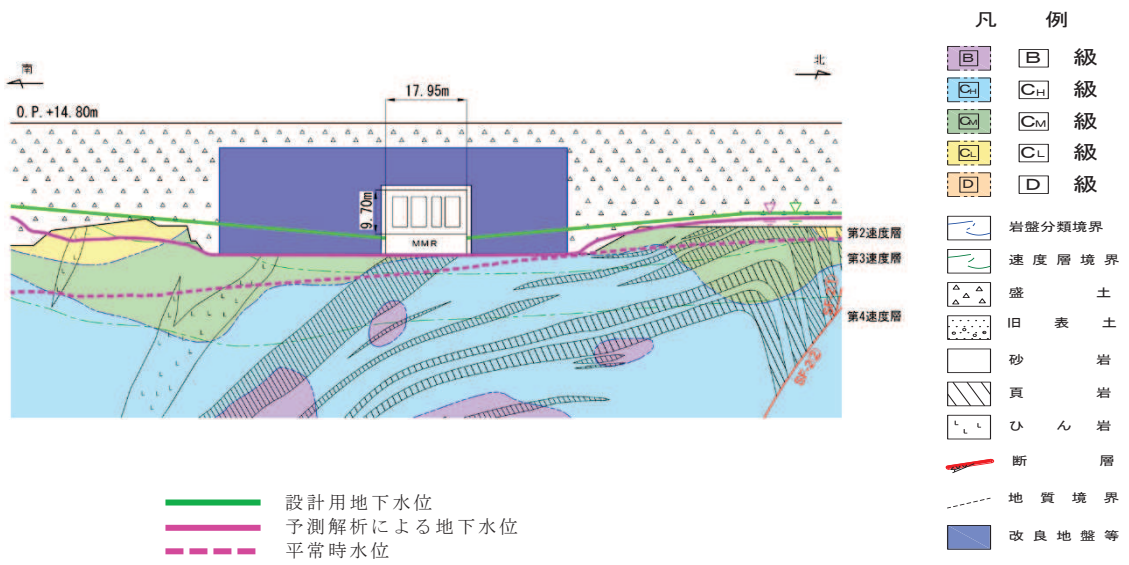 南
北
17.95m
O.P.+14.80m
9.70m
MMR
第2速度層
第3速度層
第4速度層
設計用地下水位
予測解析による地下水位
平常時水位
凡 例
B B 級
CH CH 級
CM CM 級
CL CL 級
D D 級
岩盤分類境界
速度層境界
盛 土
旧 表 土
砂 岩
頁 岩
ひ ん 岩
断 層
地 質 境 界
改良地盤等